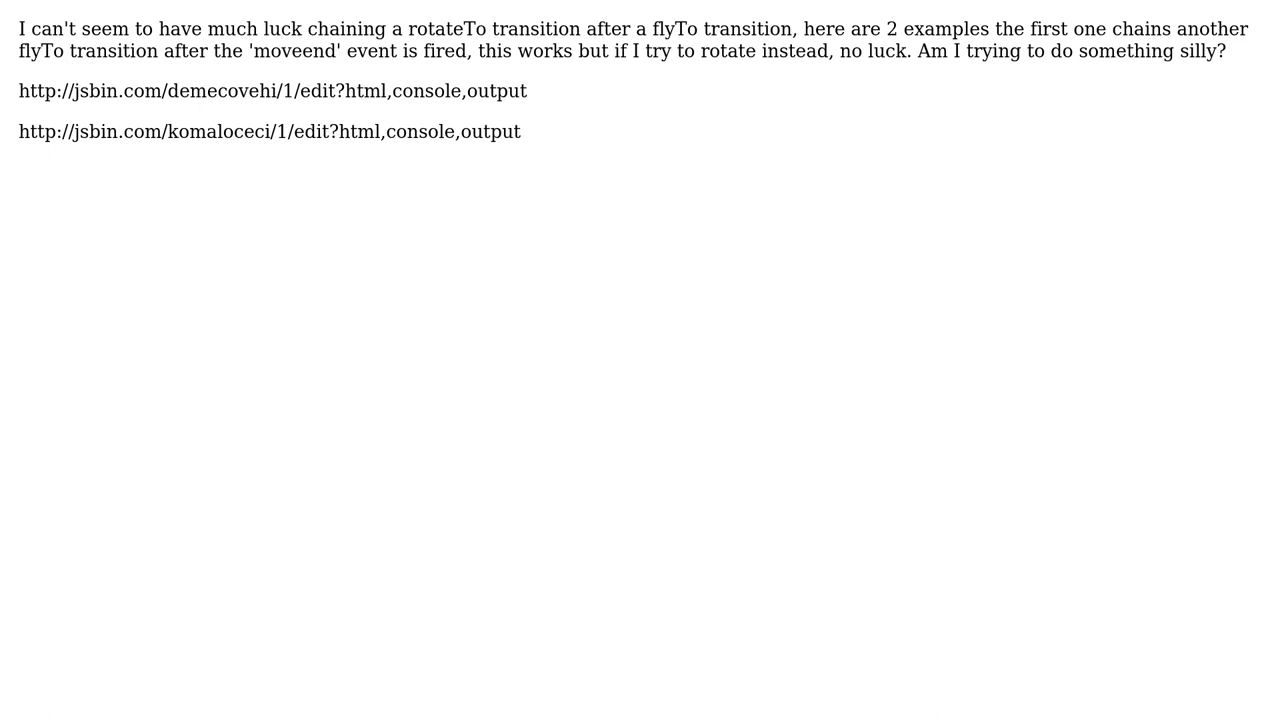 I can't seem to have much luck chaining a rotateTo transition after a flyTo transition, here are 2 examples the first one chains another
flyTo transition after the 'moveend' event is fired, this works but if I try to rotate instead, no luck. Am I trying to do something silly?
http://jsbin.com/demecovehi/1/edit?html,console,output
http://jsbin.com/komaloceci/1/edit?html,console,output